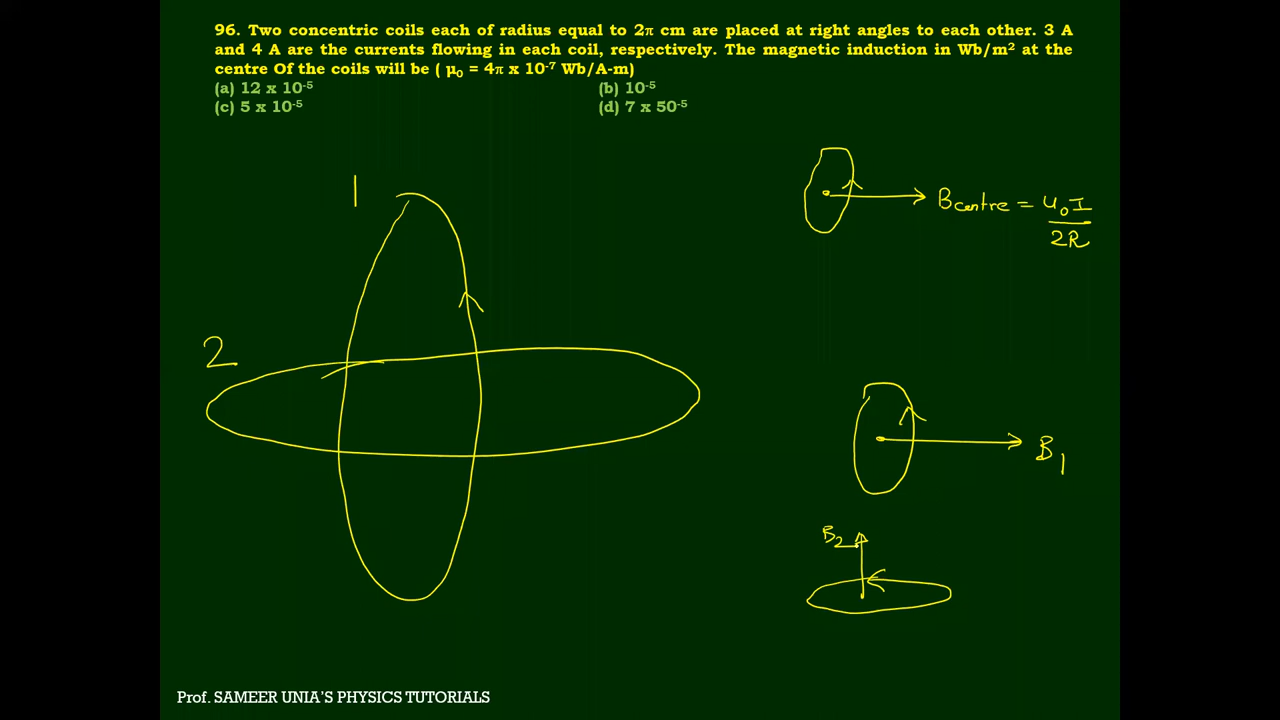 96. Two concentric coils each of radius equal to 2π cm are placed at right angles to each other. 3 A
and 4 A are the currents flowing in each coil, respectively. The magnetic induction in Wb/m² at the
centre Of the coils will be ( μ₀ = 4π x 10⁻⁷ Wb/A-m)
(a) 12 x 10⁻⁵ (b) 10⁻⁵
(c) 5 x 10⁻⁵ (d) 7 x 50⁻⁵
1
Bcentre = μ₀I
2R
2
B₁
B₂
Prof. SAMEER UNIA'S PHYSICS TUTORIALS